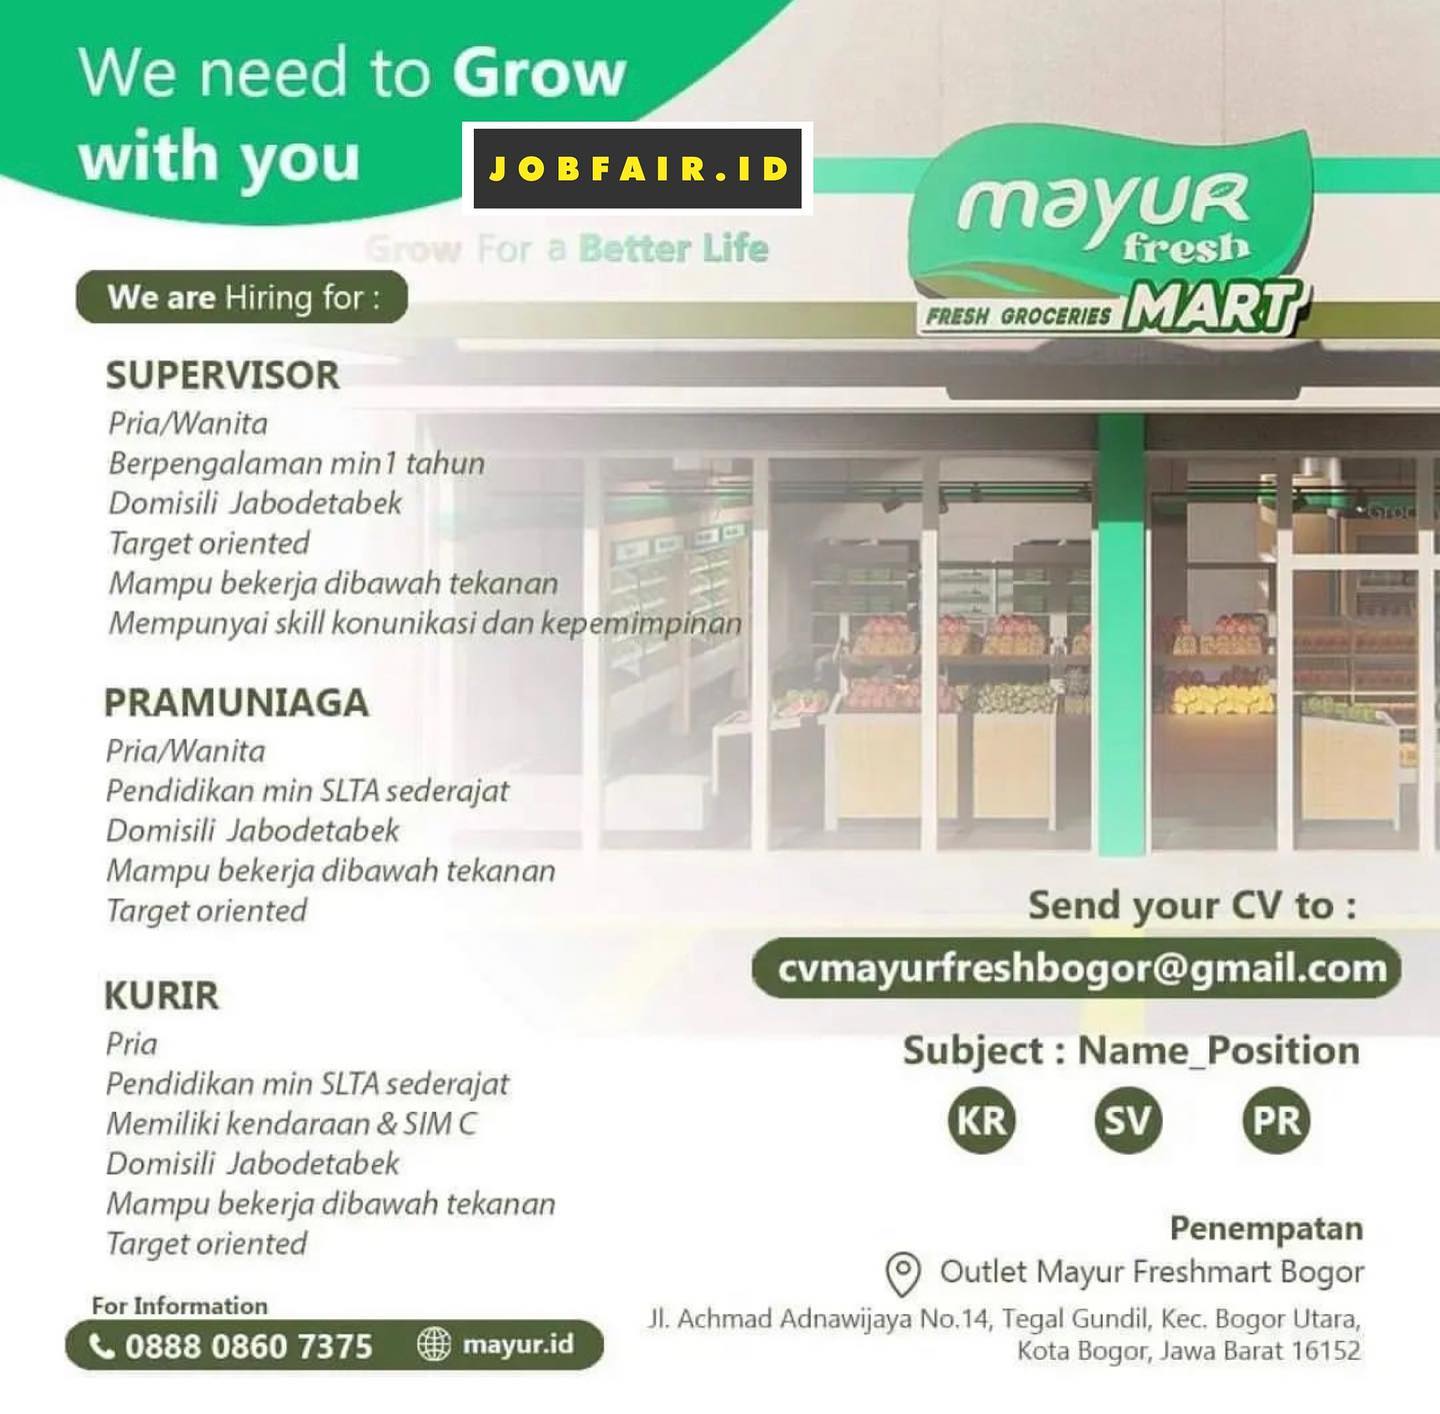 We need to Grow
with you
JOBFAIR.ID
Grow For a Better Life
mayur
fresh
FRESH GROCERIES MART
We are Hiring for :
SUPERVISOR
Pria/Wanita
Berpengalaman min1 tahun
Domisili Jabodetabek
Target oriented
Mampu bekerja dibawah tekanan
Mempunyai skill konunikasi dan kepemimpinan
PRAMUNIAGA
Pria/Wanita
Pendidikan min SLTA sederajat
Domisili Jabodetabek
Mampu bekerja dibawah tekanan
Target oriented
KURIR
Pria
Pendidikan min SLTA sederajat
Memiliki kendaraan & SIM C
Domisili Jabodetabek
Mampu bekerja dibawah tekanan
Target oriented
For Information
0888 0860 7375 mayur.id
Send your CV to :
cvmayurfreshbogor@gmail.com
Subject : Name_Position
KR SV PR
Penempatan
Outlet Mayur Freshmart Bogor
Jl. Achmad Adnawijaya No.14, Tegal Gundil, Kec. Bogor Utara,
Kota Bogor, Jawa Barat 16152